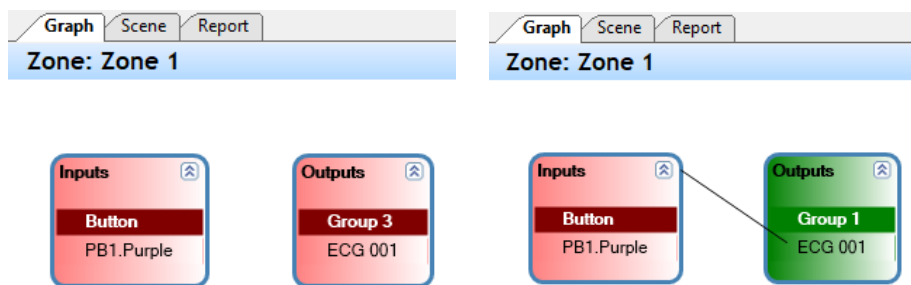 Graph Scene Report
Zone: Zone 1
Inputs
Button
PB1.Purple
Outputs
Group 3
ECG 001
Graph Scene Report
Zone: Zone 1
Inputs
Button
PB1.Purple
Outputs
Group 1
ECG 001